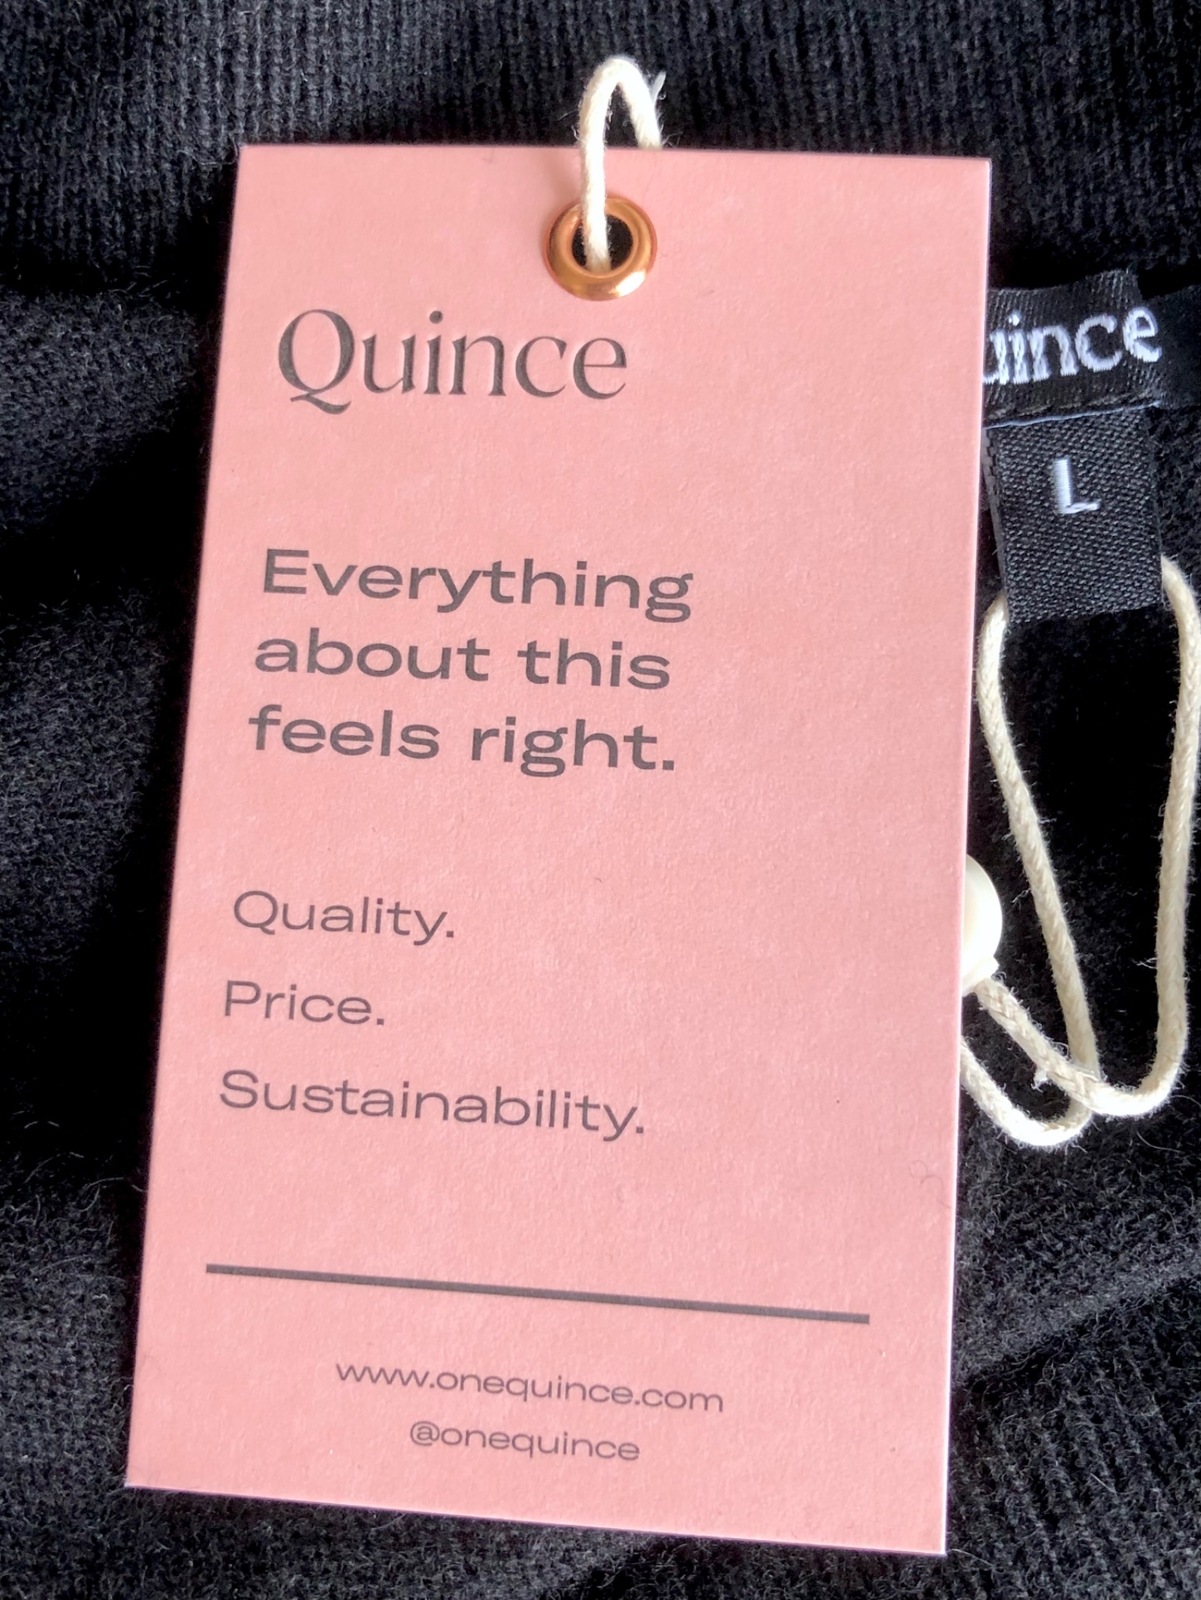 Quince
Everything
about this
feels right.
Quality.
Price.
Sustainability.
www.onequince.com
@onequince
uince
L